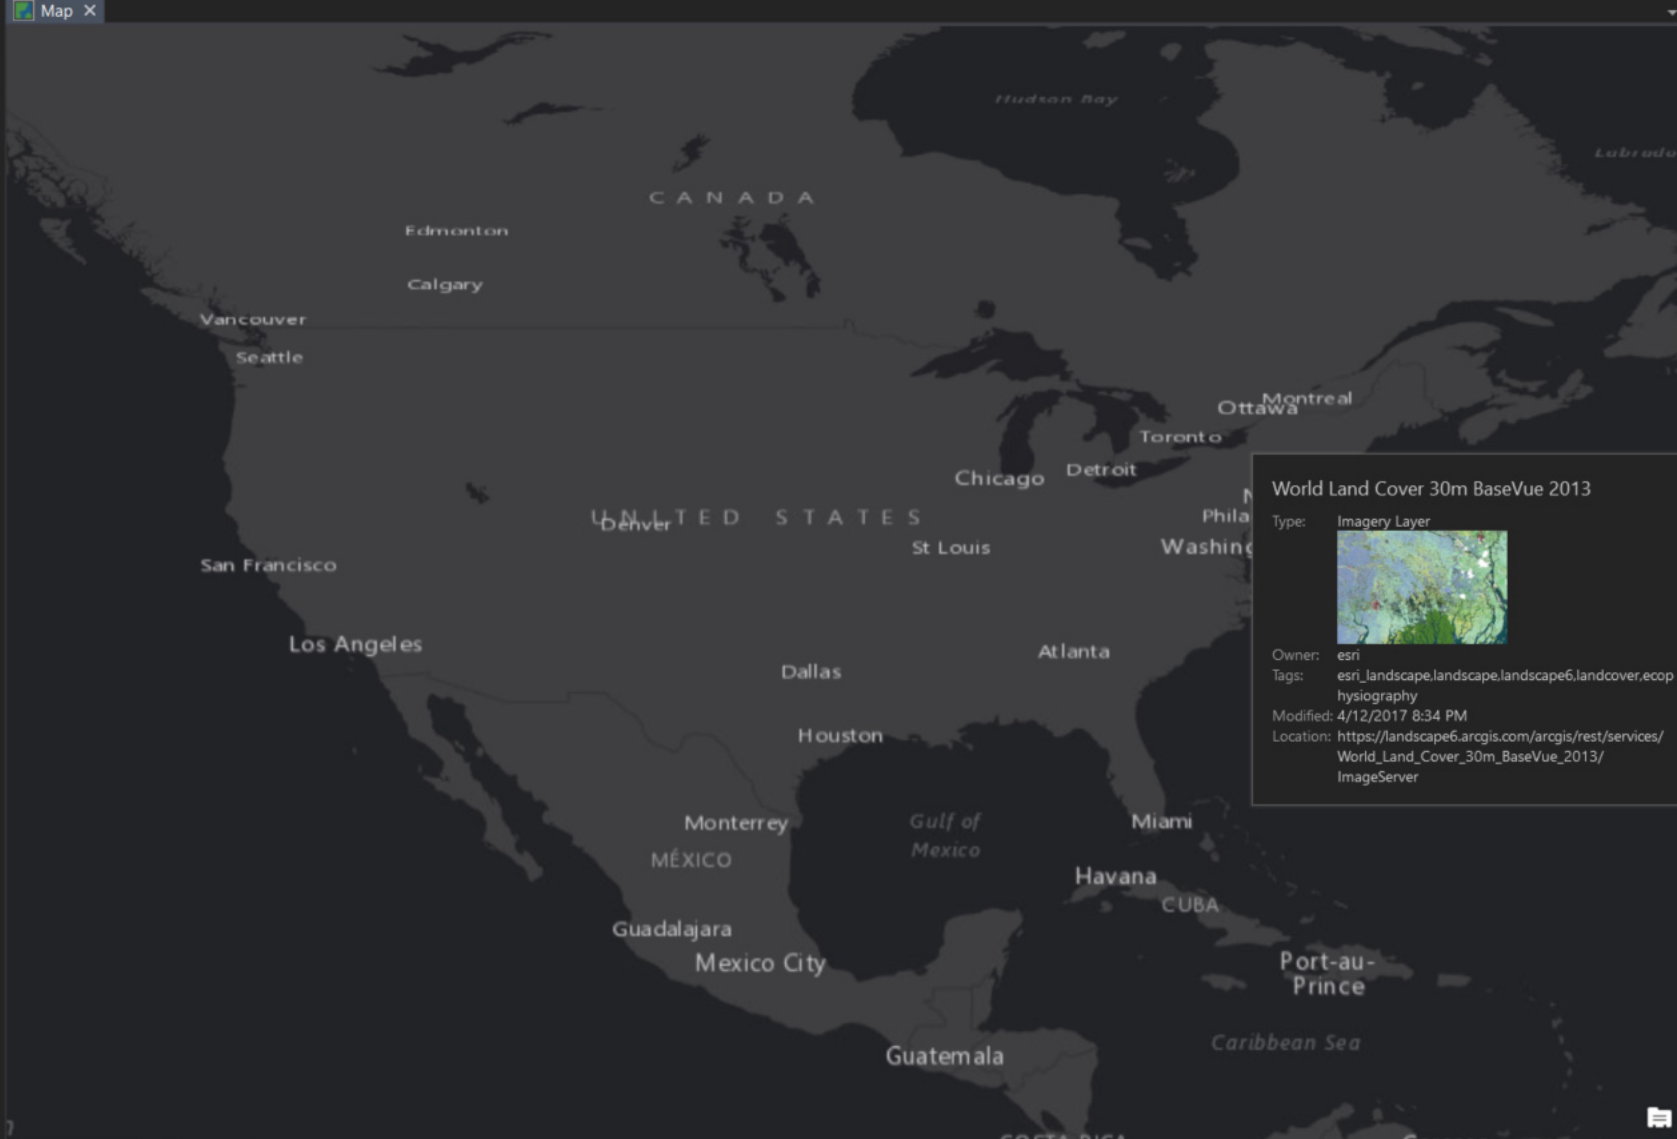 Map
Hudson Bay
CANADA
Edmonton
Calgary
Vancouver
Seattle
Montreal
Ottawa
Toronto
Detroit
Chicago
World Land Cover 30m BaseVue 2013
UNITED STATES
Denver
Type: Imagery Layer
St Louis
San Francisco
Los Angeles
Atlanta
Dallas
Owner: esri
Tags: esri_landscape,landscape,landscape6,landcover,ecop
hysiography
Modified: 4/12/2017 8:34 PM
Location: https://landscape6.arcgis.com/arcgis/rest/services/
World_Land_Cover_30m_BaseVue_2013/
ImageServer
Houston
Monterrey
Gulf of
Mexico
Miami
MÉXICO
Havana
CUBA
Guadalajara
Mexico City
Port-au-
Prince
Caribbean Sea
Guatemala